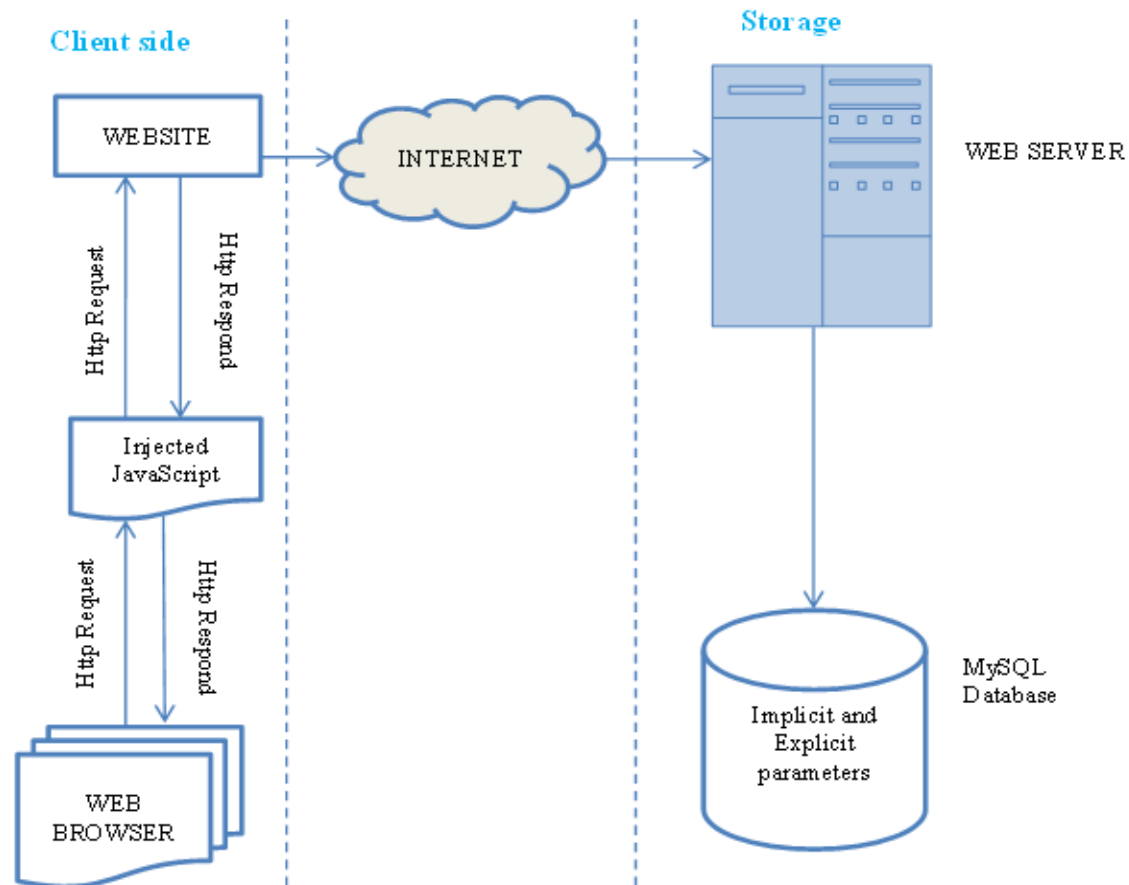 Client side
Storage
WEBSITE
INTERNET
WEB SERVER
Http Request
Http Respond
Injected
JavaScript
Http Request
Http Respond
WEB
BROWSER
MySQL
Database
Implicit and
Explicit
parameters